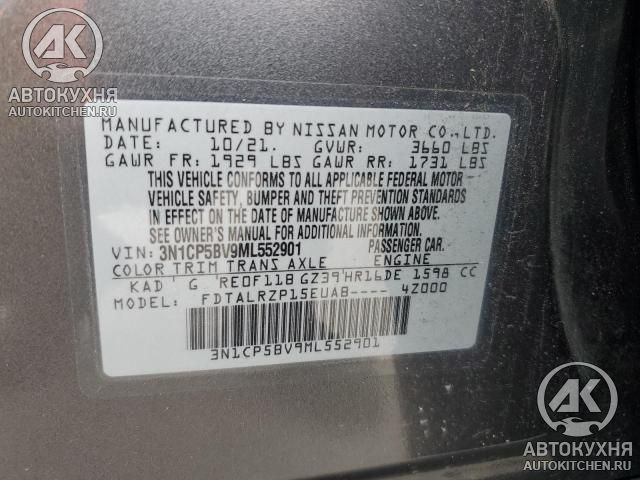 АВТОКУХНЯ
AUTOKITCHEN.RU
MANUFACTURED BY NISSAN MOTOR CO.,LTD.
DATE: 10/21. GVWR: 3660 LBS
GAWR FR: 1929 LBS GAWR RR: 1731 LBS
THIS VEHICLE CONFORMS TO ALL APPLICABLE FEDERAL MOTOR
VEHICLE SAFETY, BUMPER AND THEFT PREVENTION STANDARDS
IN EFFECT ON THE DATE OF MANUFACTURE SHOWN ABOVE.
SEE OWNER'S MANUAL FOR ADDITIONAL INFORMATION.
VIN: 3N1CP5BV9ML552901 PASSENGER CAR.
COLOR TRIM TRANS AXLE ENGINE
KAD G RE0F11B GZ39 HR16DE 1598 CC
MODEL: FDTALRZP15EUAB---- 4Z000
3N1CP5BV9ML552901
АК
АВТОКУХНЯ
AUTOKITCHEN.RU